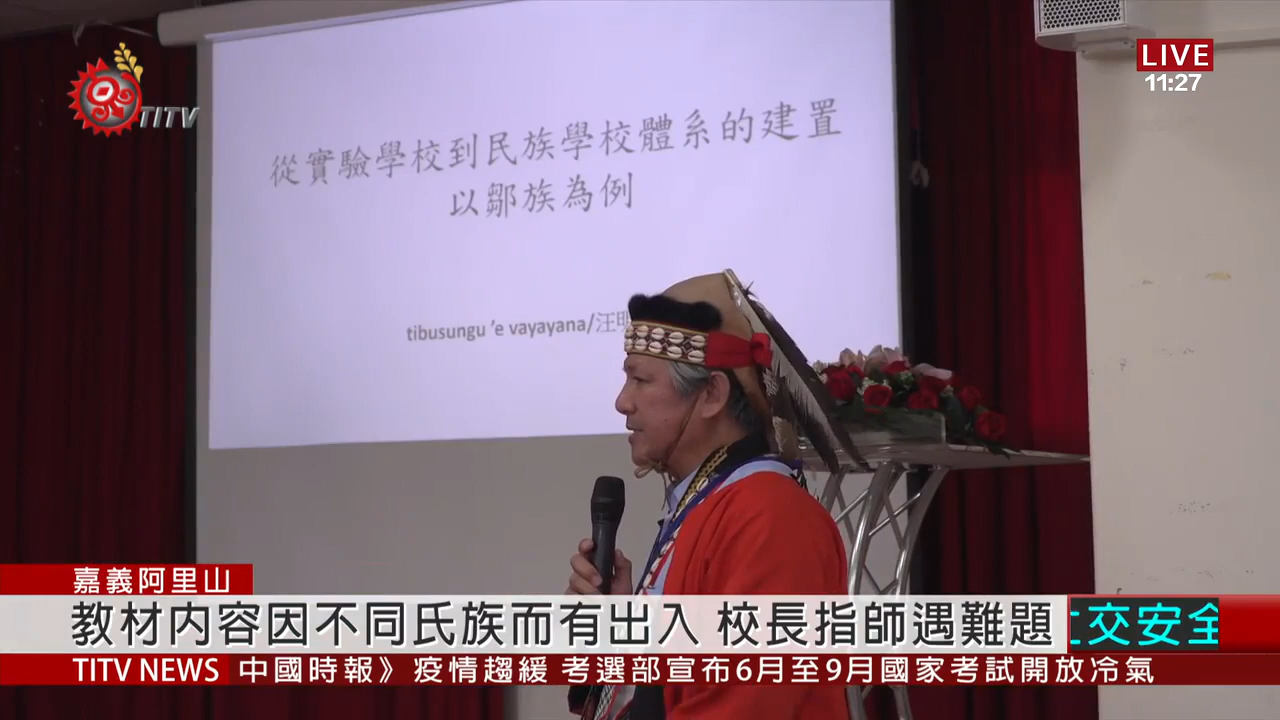 TITV
LIVE
11:27
從實驗學校到民族學校體系的建置
以鄒族為例
tibusungu 'e vayayana/汪明
嘉義阿里山
教材內容因不同氏族而有出入 校長指師遇難題
交安全
TITV NEWS 中國時報》疫情趨緩 考選部宣布6月至9月國家考試開放冷氣